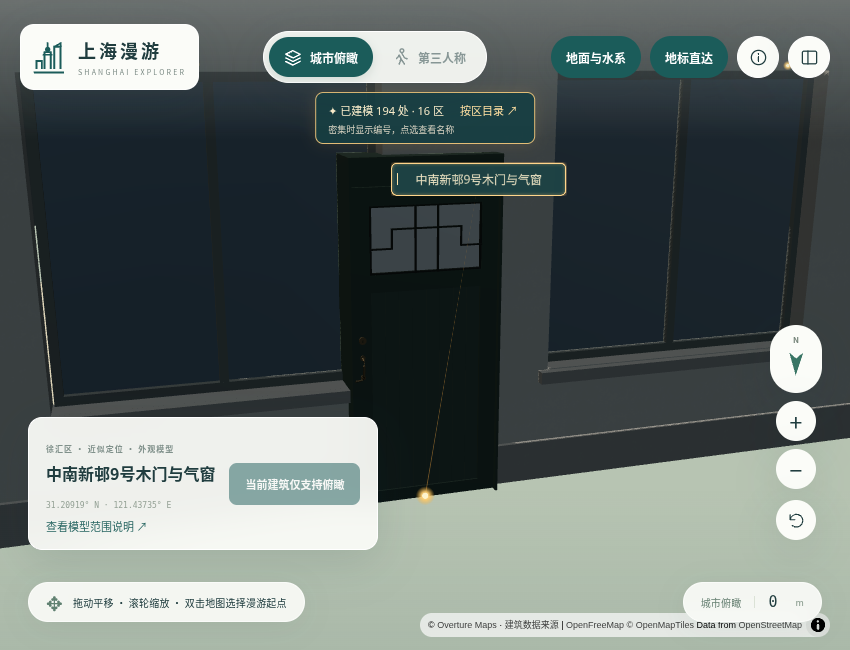 上海漫游
SHANGHAI EXPLORER
城市俯瞰
第三人称
地面与水系
地标直达
✦ 已建模 194 处 · 16 区 按区目录 ↗
密集时显示编号，点选查看名称
中南新邨9号木门与气窗
N
徐汇区 · 近似定位 · 外观模型
中南新邨9号木门与气窗
当前建筑仅支持俯瞰
31.20919° N · 121.43735° E
查看模型范围说明 ↗
拖动平移 · 滚轮缩放 · 双击地图选择漫游起点
城市俯瞰 0 m
© Overture Maps · 建筑数据来源 | OpenFreeMap © OpenMapTiles Data from OpenStreetMap